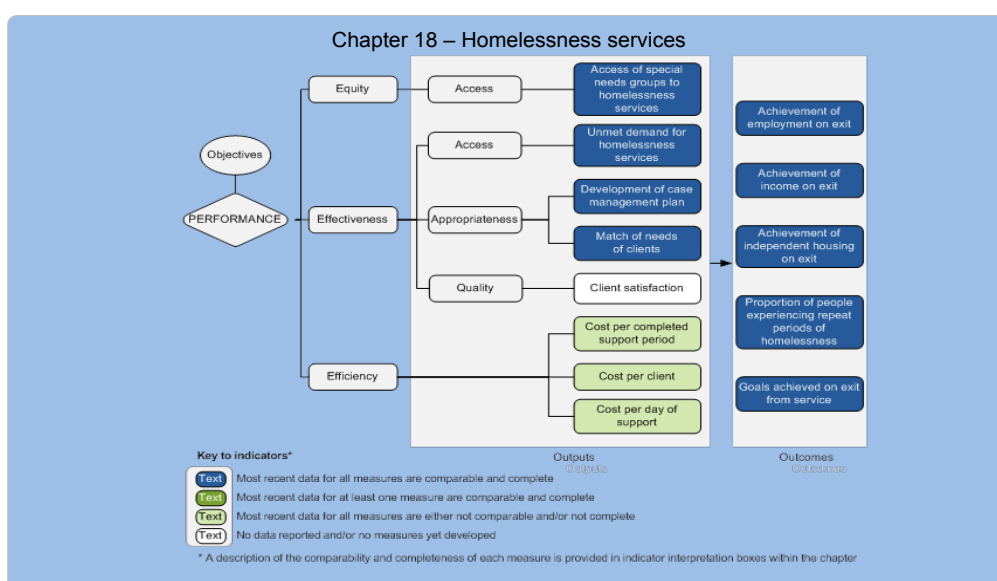 Chapter 18 – Homelessness services
Objectives
PERFORMANCE
Equity
Access
Access of special
needs groups to
homelessness
services
Effectiveness
Access
Unmet demand for
homelessness
services
Appropriateness
Development of case
management plan
Match of needs
of clients
Quality
Client satisfaction
Efficiency
Cost per completed
support period
Cost per client
Cost per day of
support
Achievement of
employment on exit
Achievement of
income on exit
Achievement of
independent housing
on exit
Proportion of people
experiencing repeat
periods of
homelessness
Goals achieved on exit
from service
Outputs
Outputs
Outcomes
Outcomes
Key to indicators*
Text Most recent data for all measures are comparable and complete
Text Most recent data for at least one measure are comparable and complete
Text Most recent data for all measures are either not comparable and/or not complete
Text No data reported and/or no measures yet developed
* A description of the comparability and completeness of each measure is provided in indicator interpretation boxes within the chapter